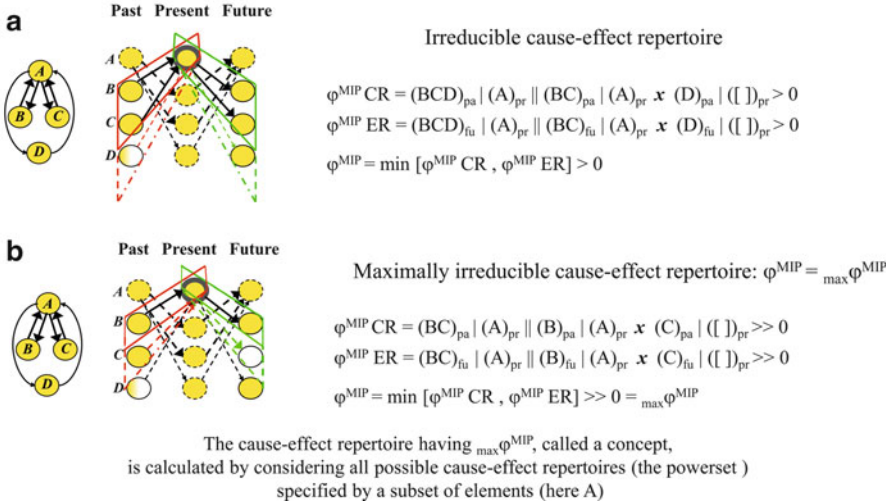 a
Past Present Future
A
B
C
D
A
B
C
D
Irreducible cause-effect repertoire
φᴹᴵᴾ CR = (BCD)pa | (A)pr || (BC)pa | (A)pr x (D)pa | ([ ])pr > 0
φᴹᴵᴾ ER = (BCD)fu | (A)pr || (BC)fu | (A)pr x (D)fu | ([ ])pr > 0
φᴹᴵᴾ = min [φᴹᴵᴾ CR , φᴹᴵᴾ ER] > 0
b
Past Present Future
A
B
C
D
A
B
C
D
Maximally irreducible cause-effect repertoire: φᴹᴵᴾ = maxφᴹᴵᴾ
φᴹᴵᴾ CR = (BC)pa | (A)pr || (B)pa | (A)pr x (C)pa | ([ ])pr >> 0
φᴹᴵᴾ ER = (BC)fu | (A)pr || (B)fu | (A)pr x (C)fu | ([ ])pr >> 0
φᴹᴵᴾ = min [φᴹᴵᴾ CR , φᴹᴵᴾ ER] >> 0 = maxφᴹᴵᴾ
The cause-effect repertoire having maxφᴹᴵᴾ, called a concept,
is calculated by considering all possible cause-effect repertoires (the powerset )
specified by a subset of elements (here A)